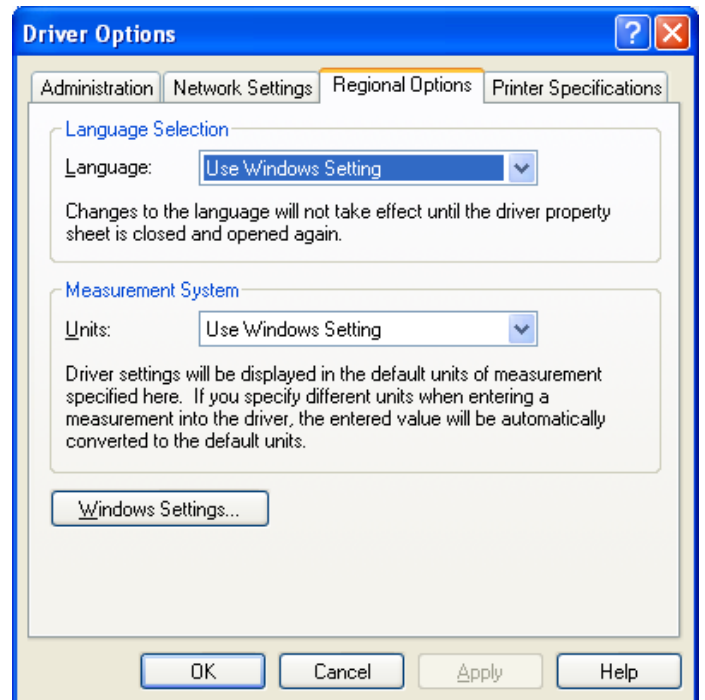 Driver Options
Administration
Network Settings
Regional Options
Printer Specifications
Language Selection
Language:
Use Windows Setting
Changes to the language will not take effect until the driver property
sheet is closed and opened again.
Measurement System
Units:
Use Windows Setting
Driver settings will be displayed in the default units of measurement
specified here.  If you specify different units when entering a
measurement into the driver, the entered value will be automatically
converted to the default units.
Windows Settings...
OK
Cancel
Apply
Help